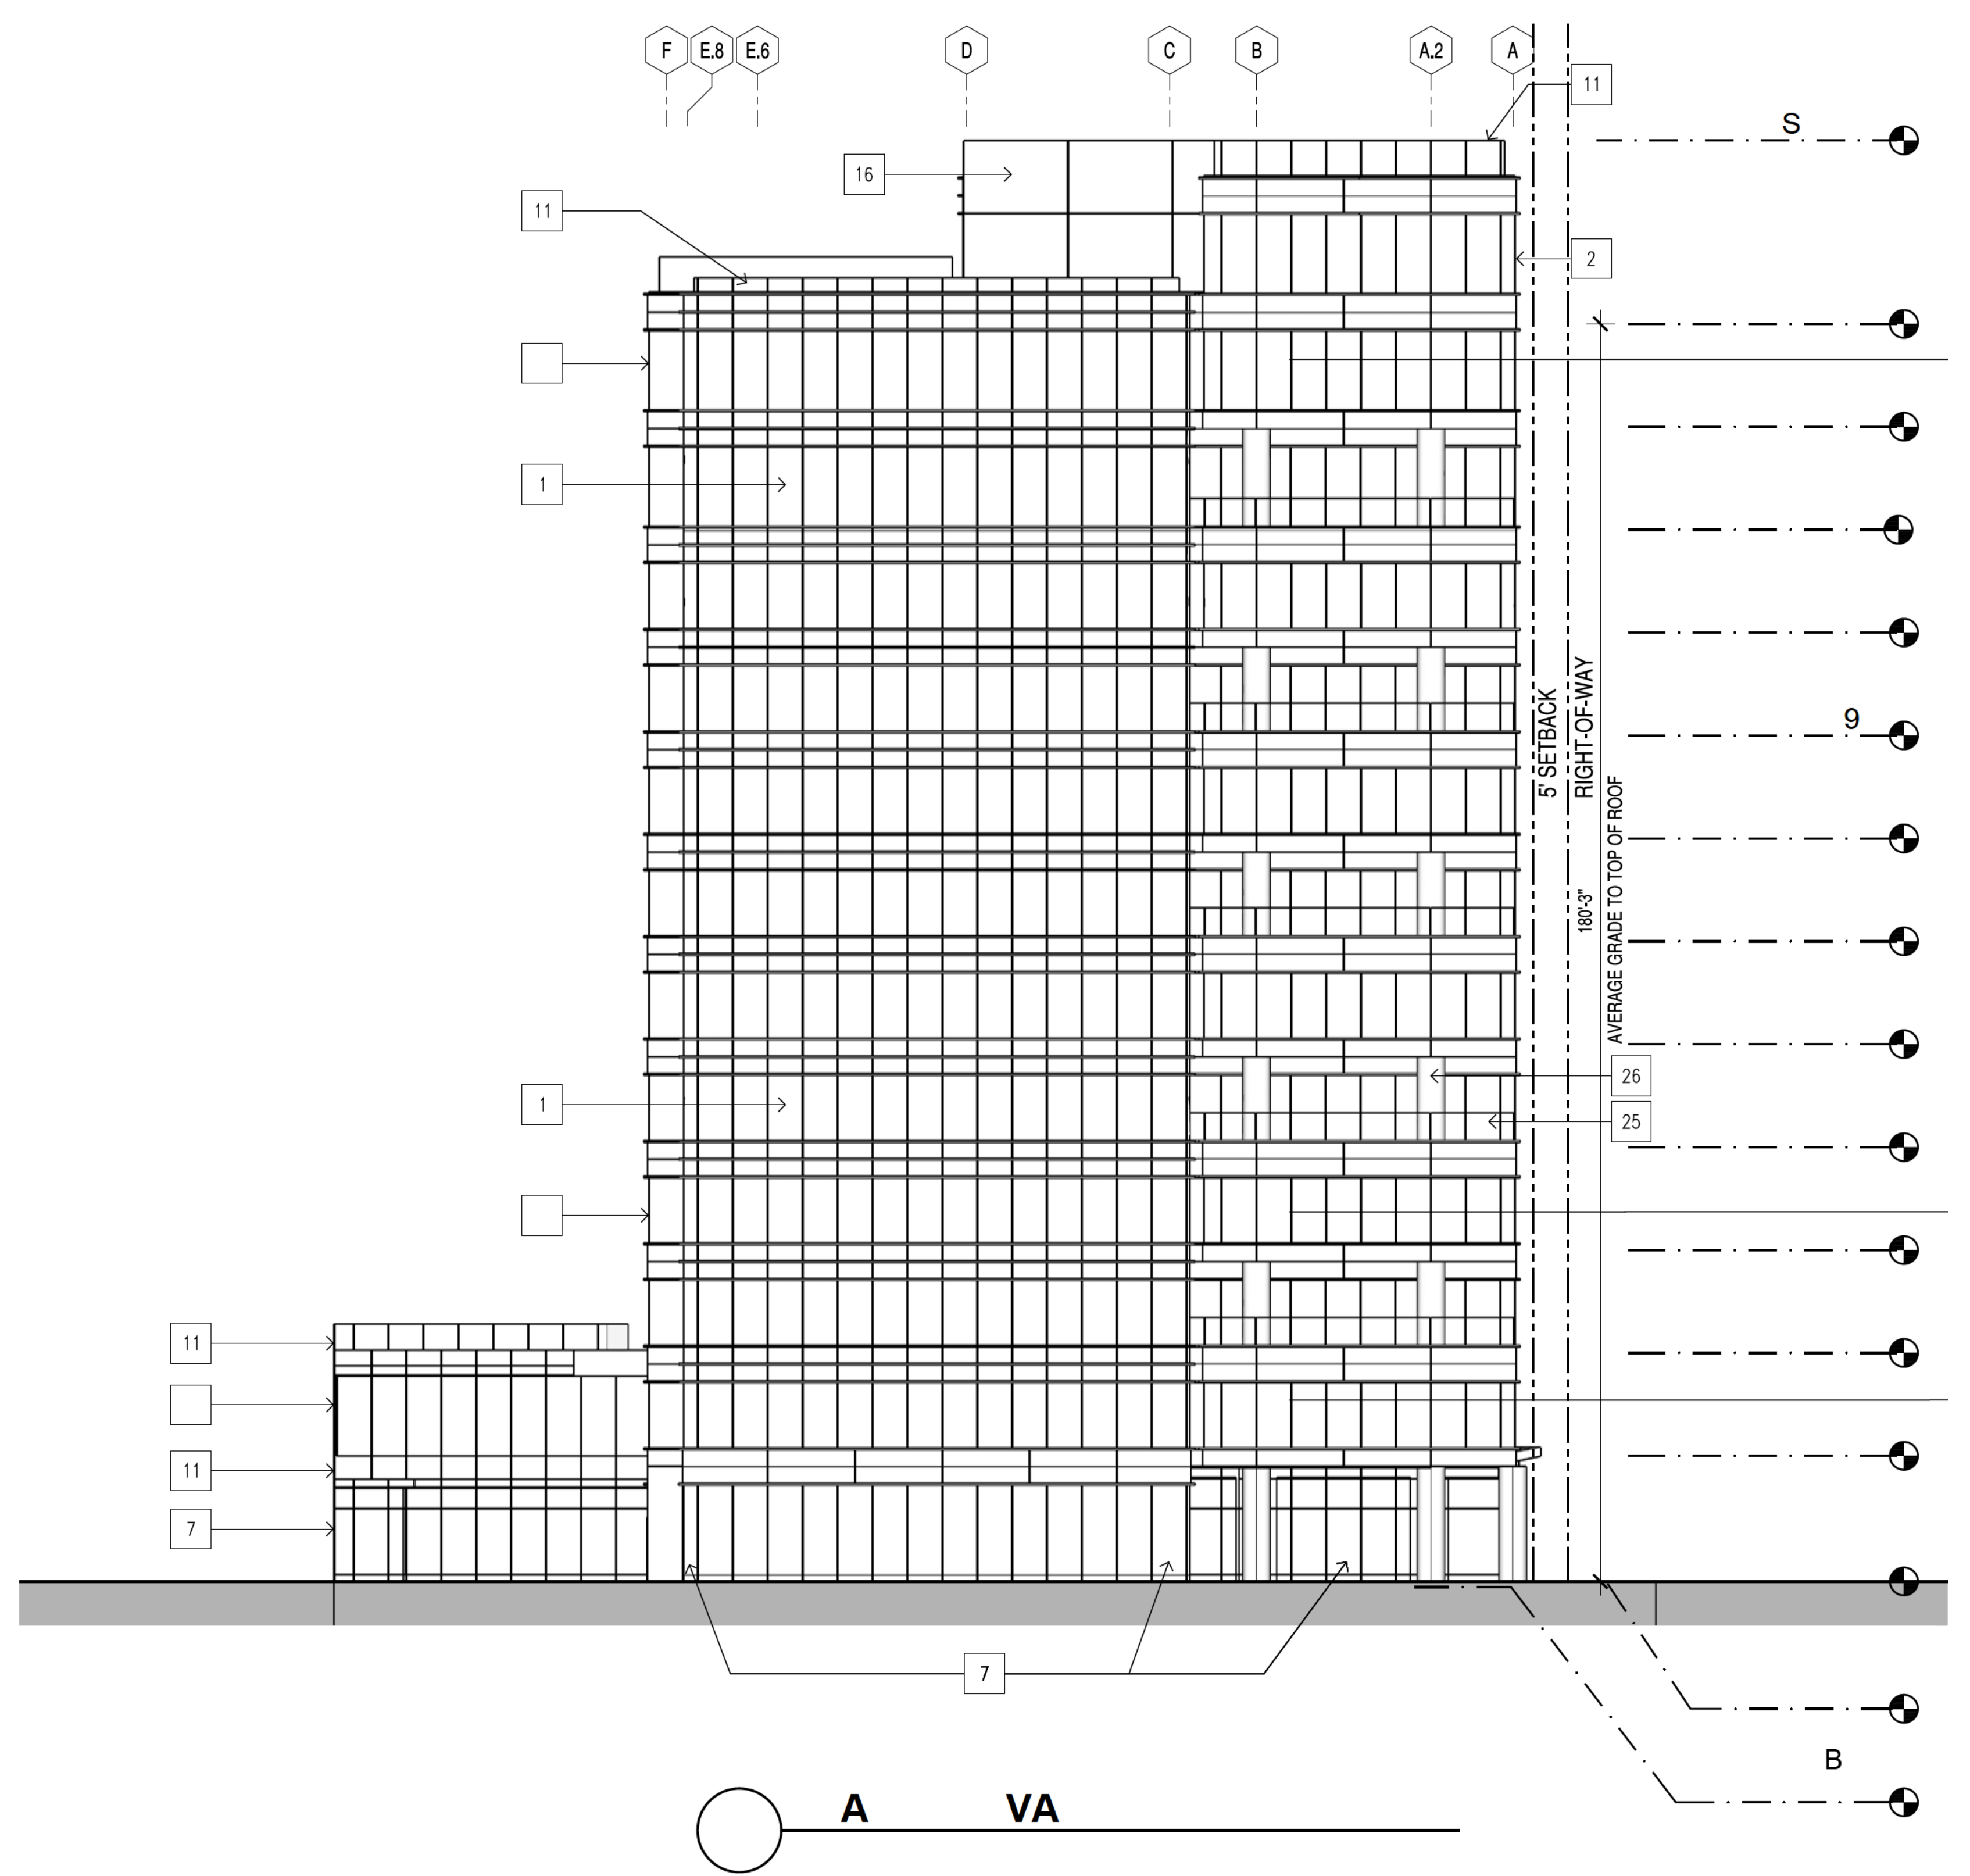 F E.8 E.6 D C B A.2 A
11
S
16
11
2
1
5' SETBACK
RIGHT-OF-WAY
9
180'-3"
AVERAGE GRADE TO TOP OF ROOF
26
1
25
11
11
7
7
B
A VA